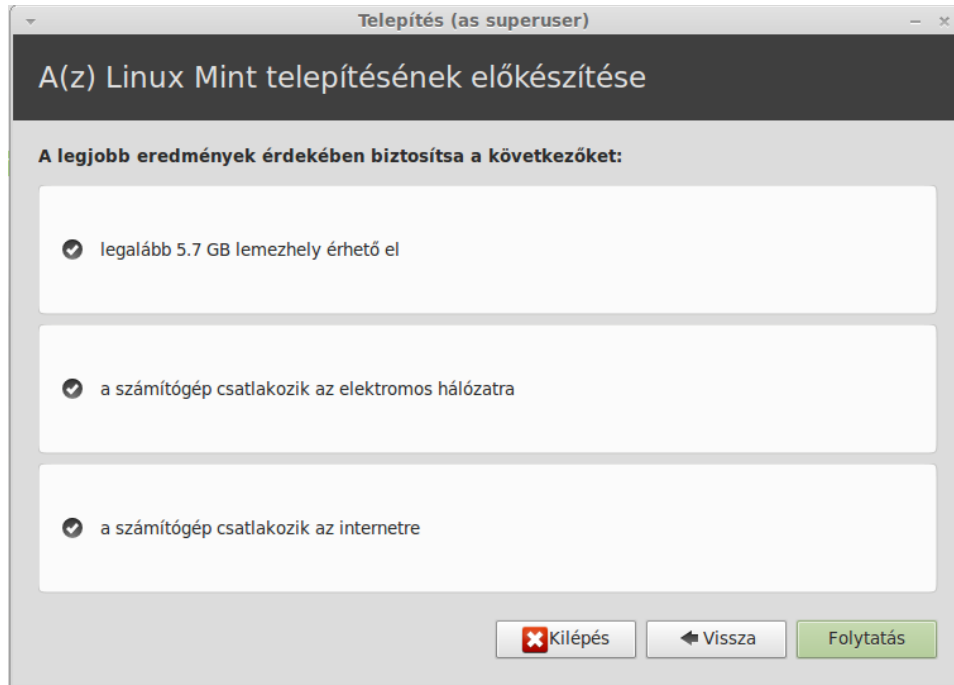 Telepítés (as superuser)
A(z) Linux Mint telepítésének előkészítése
A legjobb eredmények érdekében biztosítsa a következőket:
legalább 5.7 GB lemezhely érhető el
a számítógép csatlakozik az elektromos hálózatra
a számítógép csatlakozik az internetre
Kilépés Vissza Folytatás